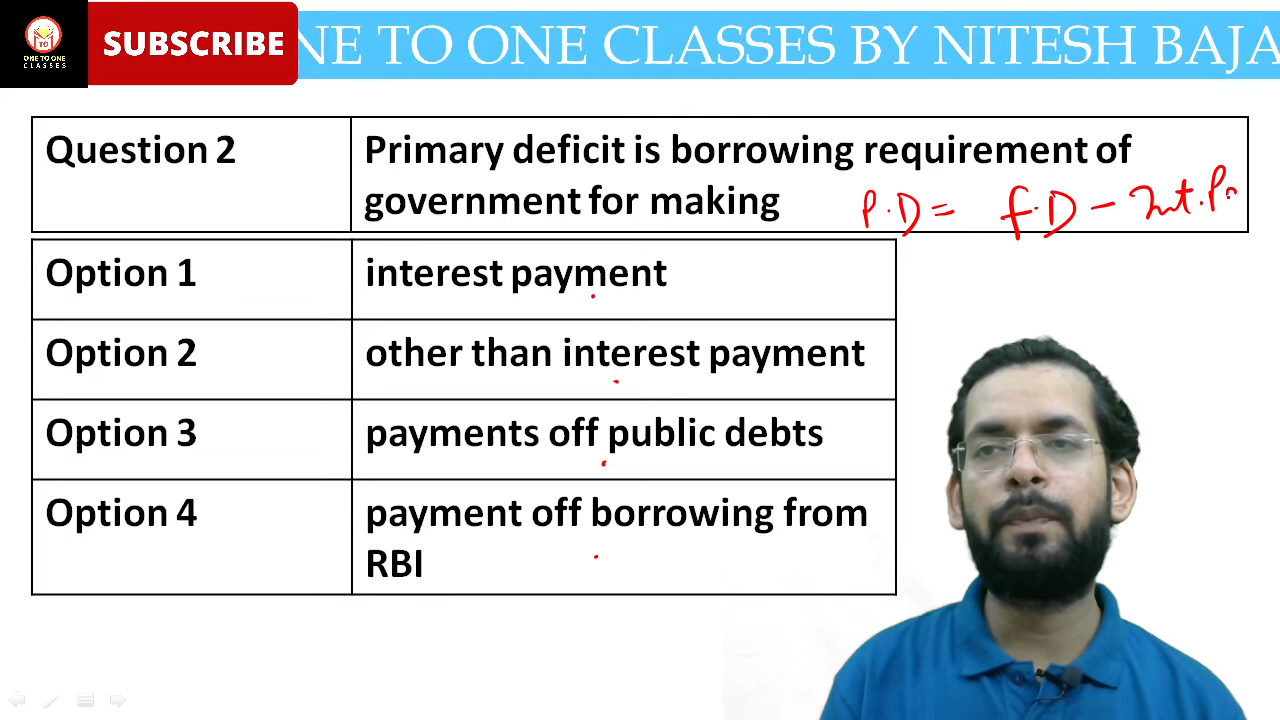 TO
ONE TO ONE
CLASSES
SUBSCRIBE
NE TO ONE CLASSES BY NITESH BAJA
Question 2
Primary deficit is borrowing requirement of
government for making
P.D = F.D - Int.Pa
Option 1
interest payment
Option 2
other than interest payment
Option 3
payments off public debts
Option 4
payment off borrowing from
RBI